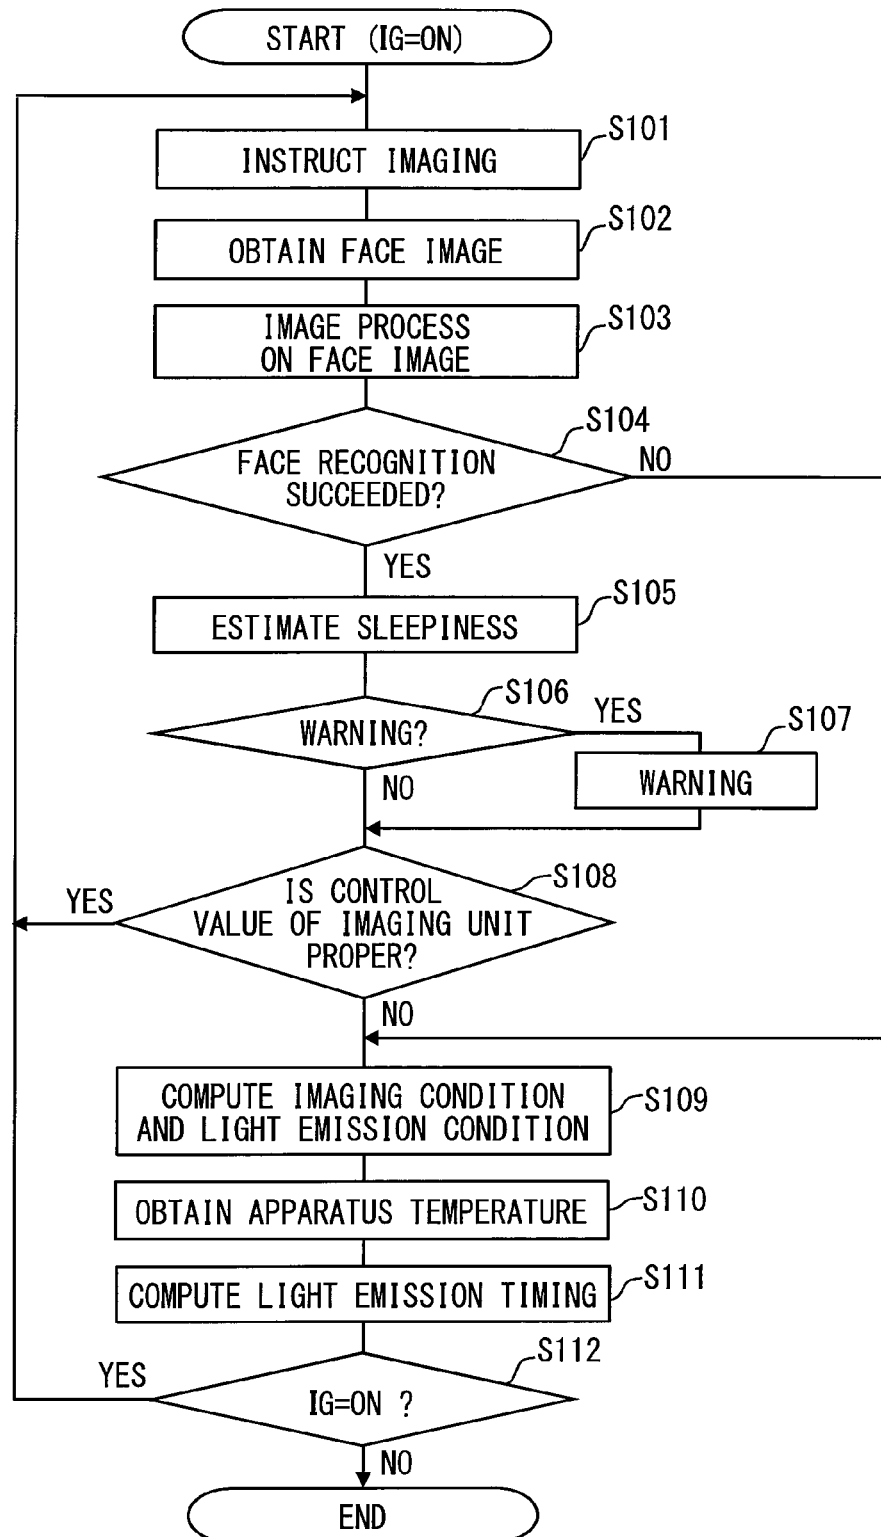 START (IG=ON)
S101
INSTRUCT IMAGING
S102
OBTAIN FACE IMAGE
S103
IMAGE PROCESS
ON FACE IMAGE
S104
FACE RECOGNITION
SUCCEEDED?
NO
YES
S105
ESTIMATE SLEEPINESS
S106
WARNING?
YES
S107
WARNING
NO
S108
IS CONTROL
VALUE OF IMAGING UNIT
PROPER?
YES
NO
COMPUTE IMAGING CONDITION
AND LIGHT EMISSION CONDITION
S109
OBTAIN APPARATUS TEMPERATURE
S110
COMPUTE LIGHT EMISSION TIMING
S111
S112
YES
IG=ON ?
NO
END